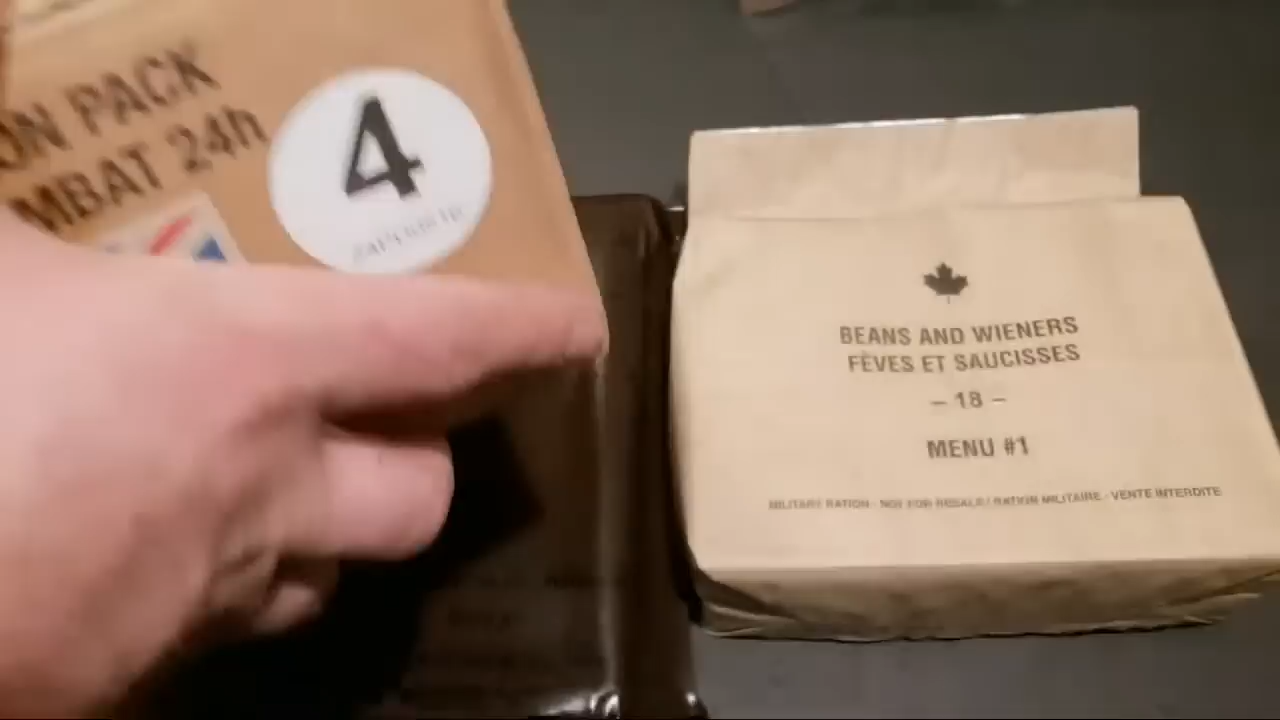 ON PACK
MBAT 24h
4
BEANS AND WIENERS
FÈVES ET SAUCISSES
– 18 –
MENU #1
MILITARY RATION - NOT FOR RESALE / RATION MILITAIRE - VENTE INTERDITE